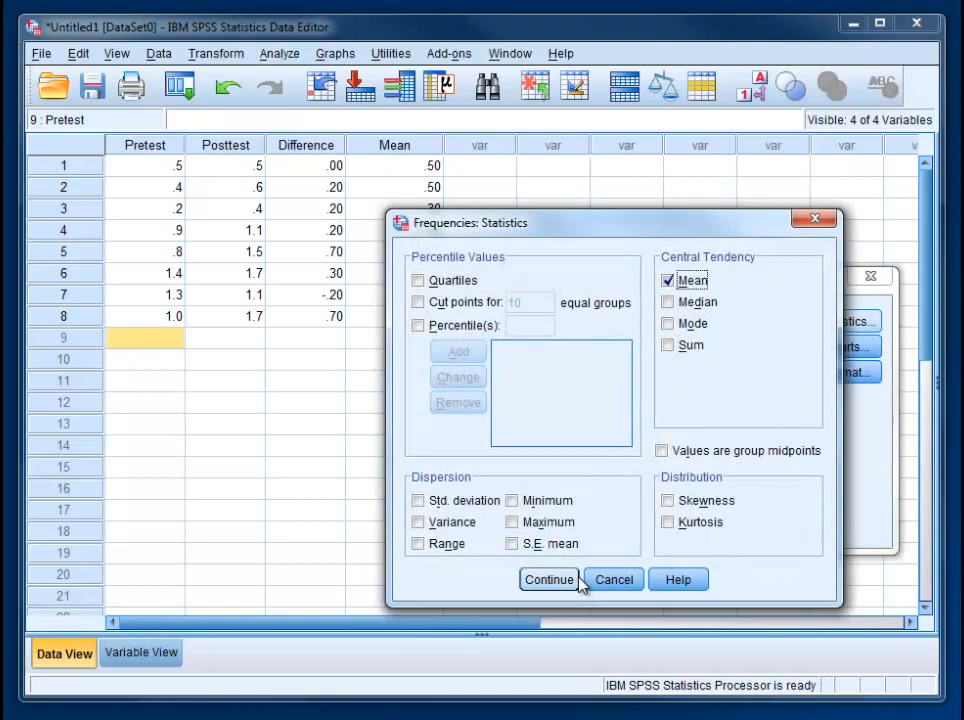 *Untitled1 [DataSet0] - IBM SPSS Statistics Data Editor
File Edit View Data Transform Analyze Graphs Utilities Add-ons Window Help
9 : Pretest Visible: 4 of 4 Variables
Pretest Posttest Difference Mean var var var var var var
1 .5 .5 .00 .50
2 .4 .6 .20 .50
3 .2 .4 .20 .30
4 .9 1.1 .20
5 .8 1.5 .70
6 1.4 1.7 .30
7 1.3 1.1 -.20
8 1.0 1.7 .70
9
10
11
12
13
14
15
16
17
18
19
20
21
Frequencies: Statistics
Percentile Values
Quartiles
Cut points for: 10 equal groups
Percentile(s):
Add
Change
Remove
Central Tendency
Mean
Median
Mode
Sum
Values are group midpoints
Dispersion
Std. deviation Minimum
Variance Maximum
Range S.E. mean
Distribution
Skewness
Kurtosis
Continue Cancel Help
stics...
arts...
mat...
Data View Variable View
IBM SPSS Statistics Processor is ready